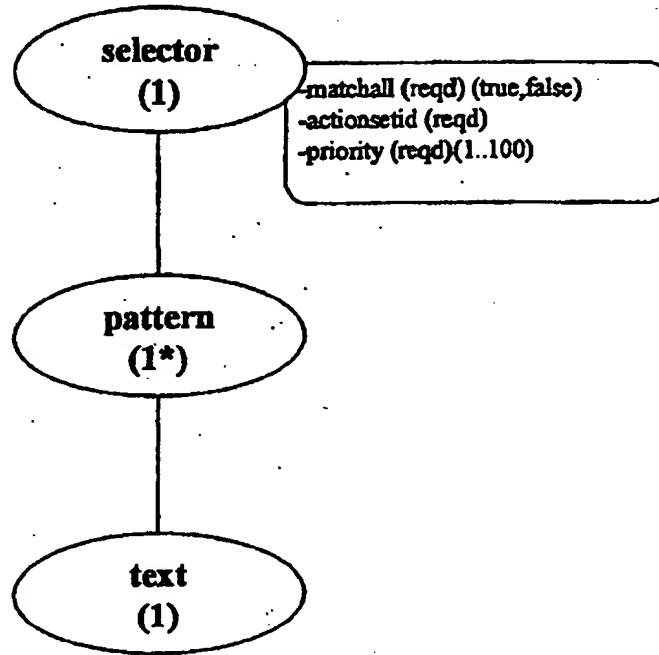 selector
(1)
-matchall (reqd) (true,false)
-actionsetid (reqd)
-priority (reqd)(1..100)
pattern
(1*)
text
(1)